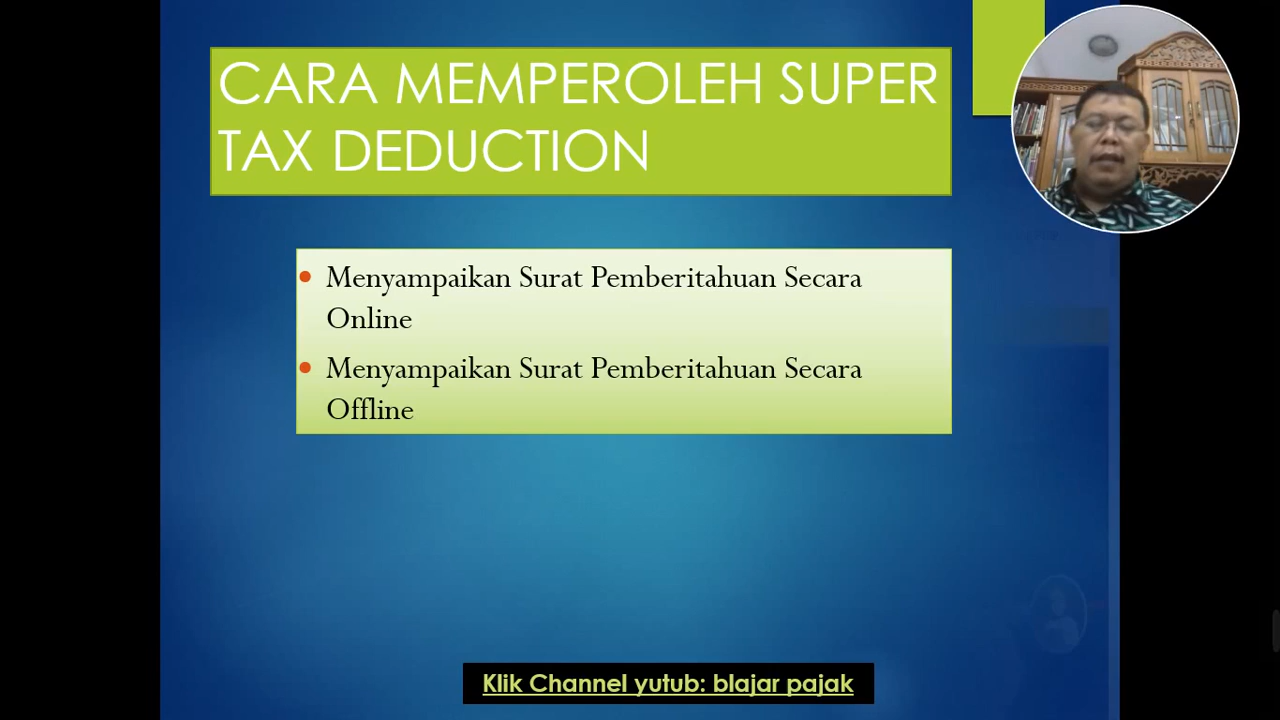 CARA MEMPEROLEH SUPER
TAX DEDUCTION
Menyampaikan Surat Pemberitahuan Secara
Online
Menyampaikan Surat Pemberitahuan Secara
Offline
Klik Channel yutub: blajar pajak